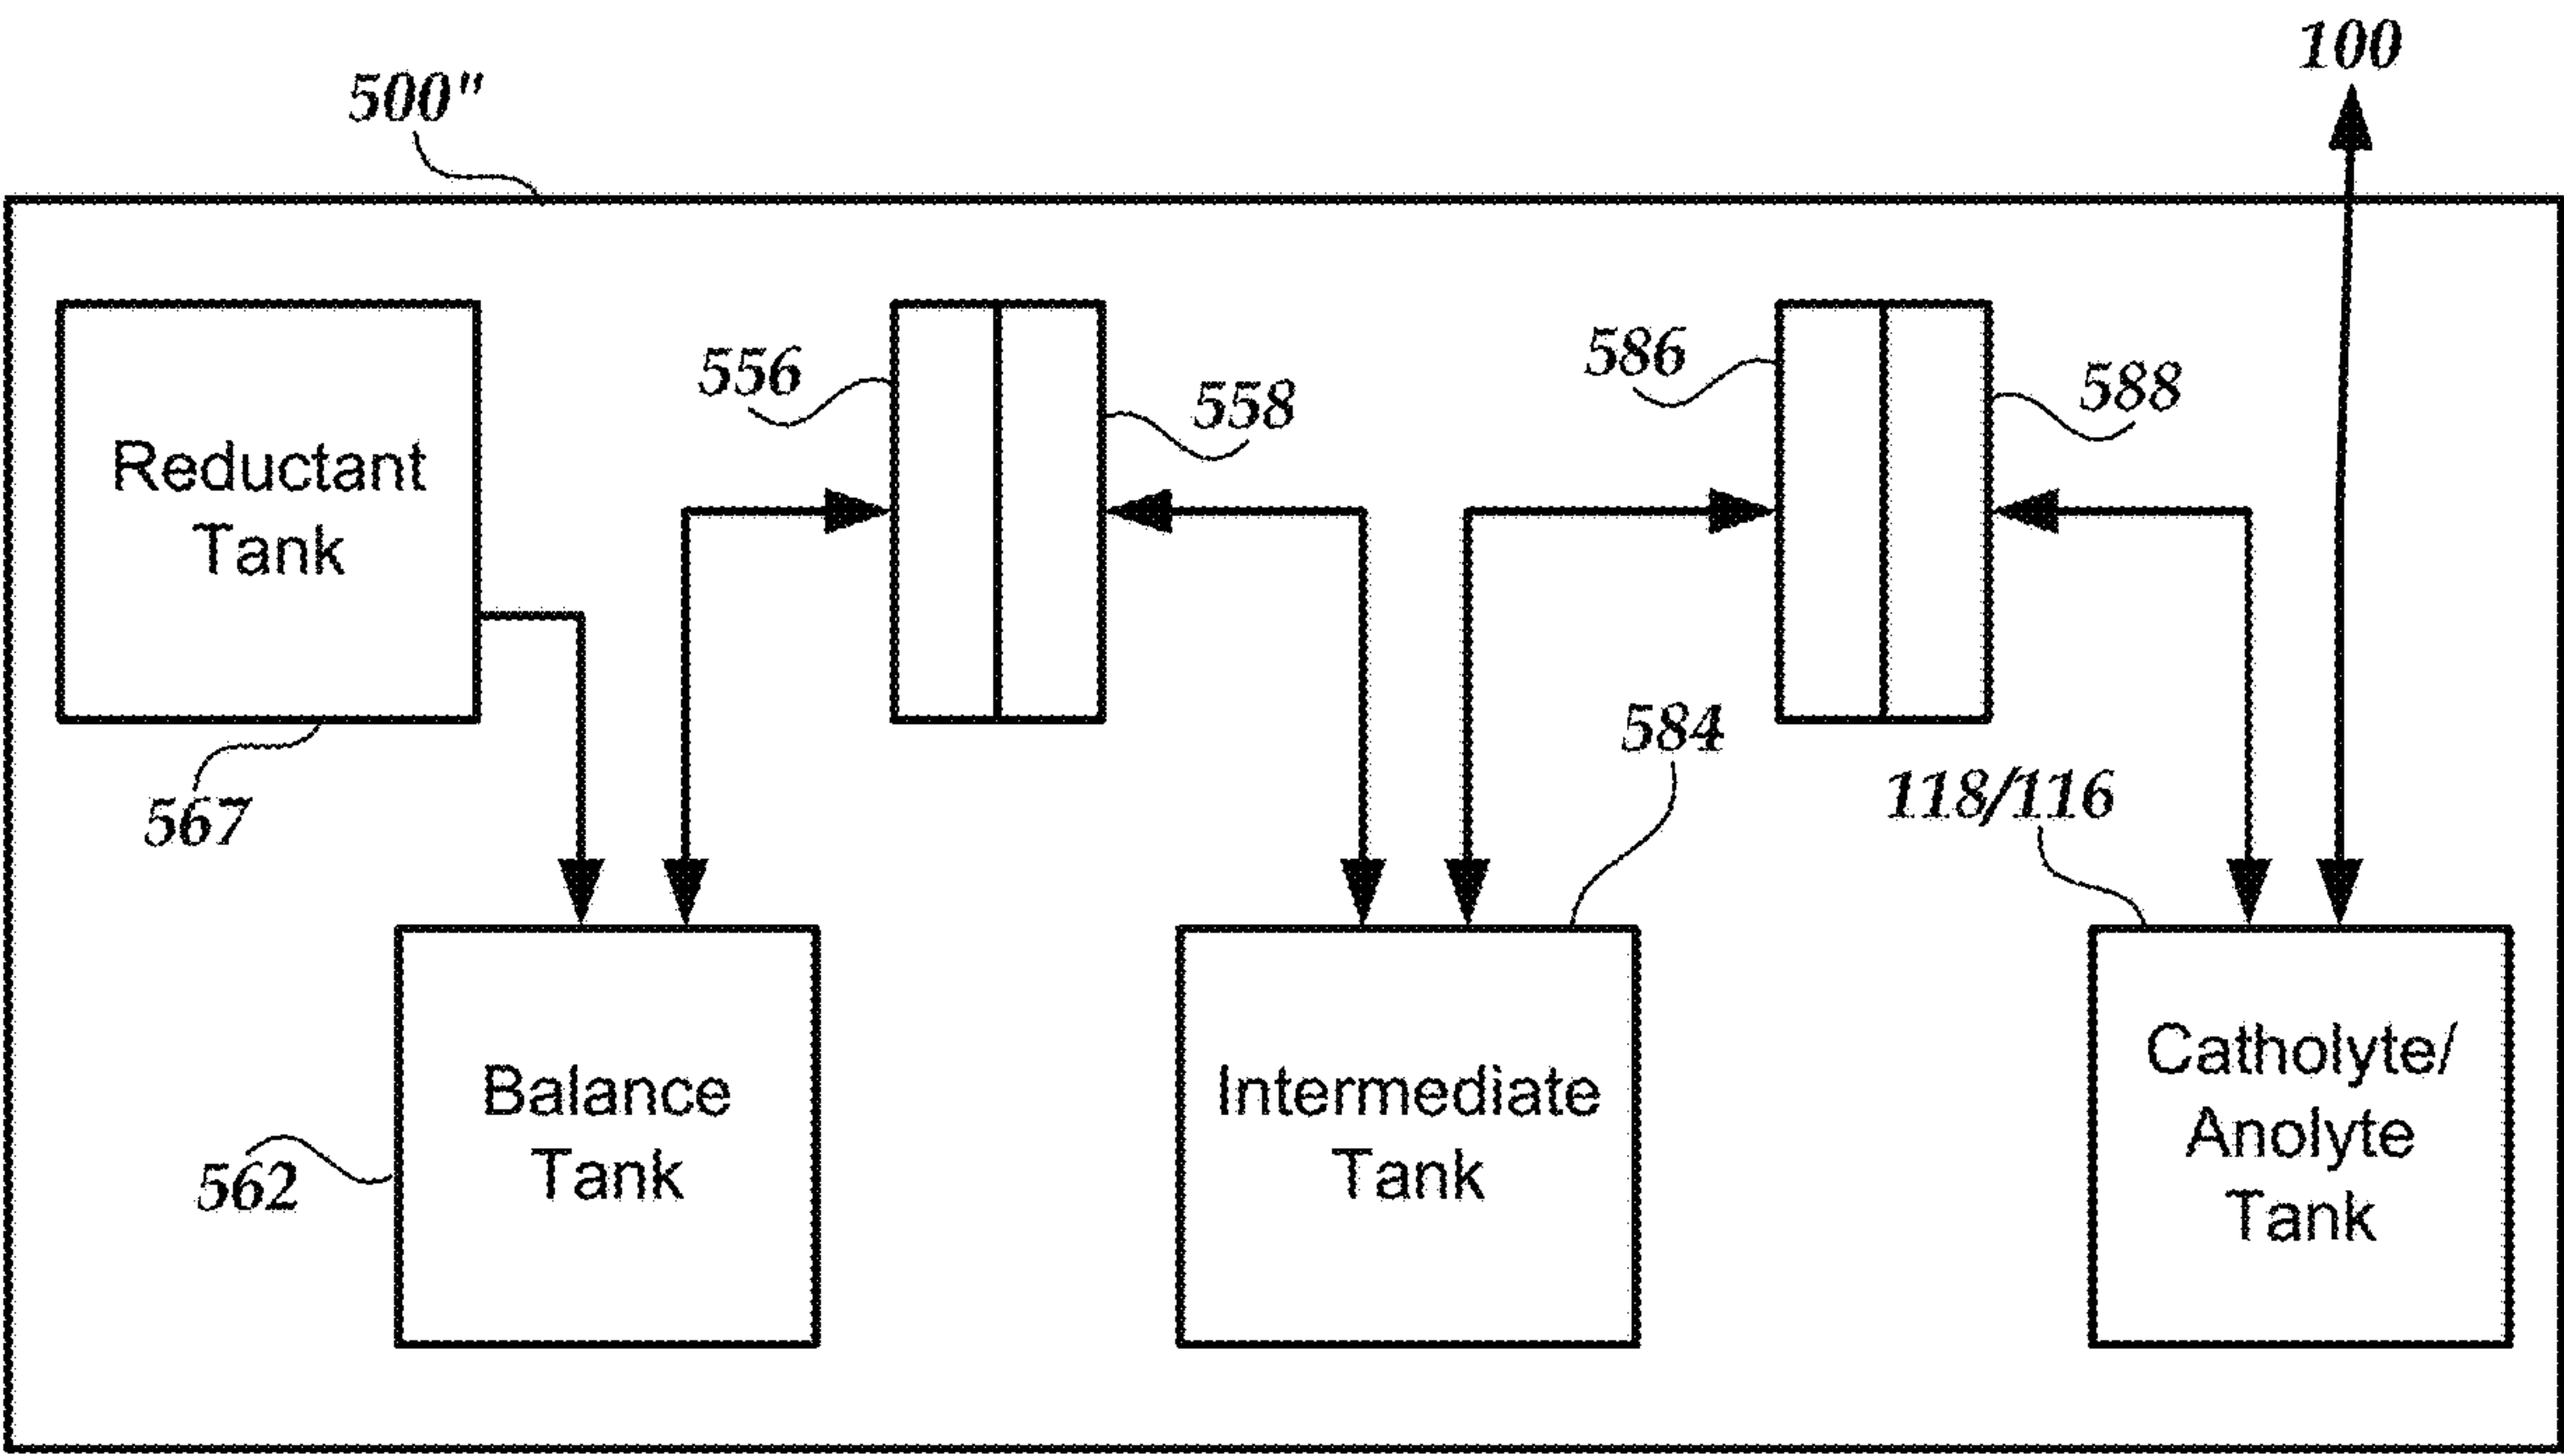 100
500"
556
586
558
588
Reductant
Tank
584
118/116
567
Balance
Tank
562
Intermediate
Tank
Catholyte/
Anolyte
Tank